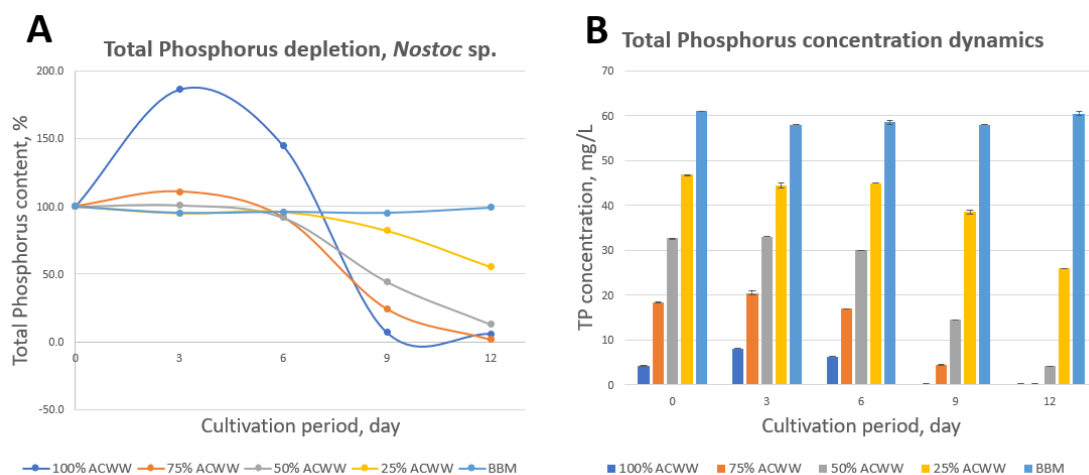 A
Total Phosphorus depletion, Nostoc sp.
200.0
150.0
100.0
50.0
0.0
-50.0
Total Phosphorus content, %
0 3 6 9 12
Cultivation period, day
100% ACWW 75% ACWW 50% ACWW 25% ACWW BBM
B
Total Phosphorus concentration dynamics
70
60
50
40
30
20
10
0
TP concentration, mg/L
0 3 6 9 12
Cultivation period, day
100% ACWW 75% ACWW 50% ACWW 25% ACWW BBM